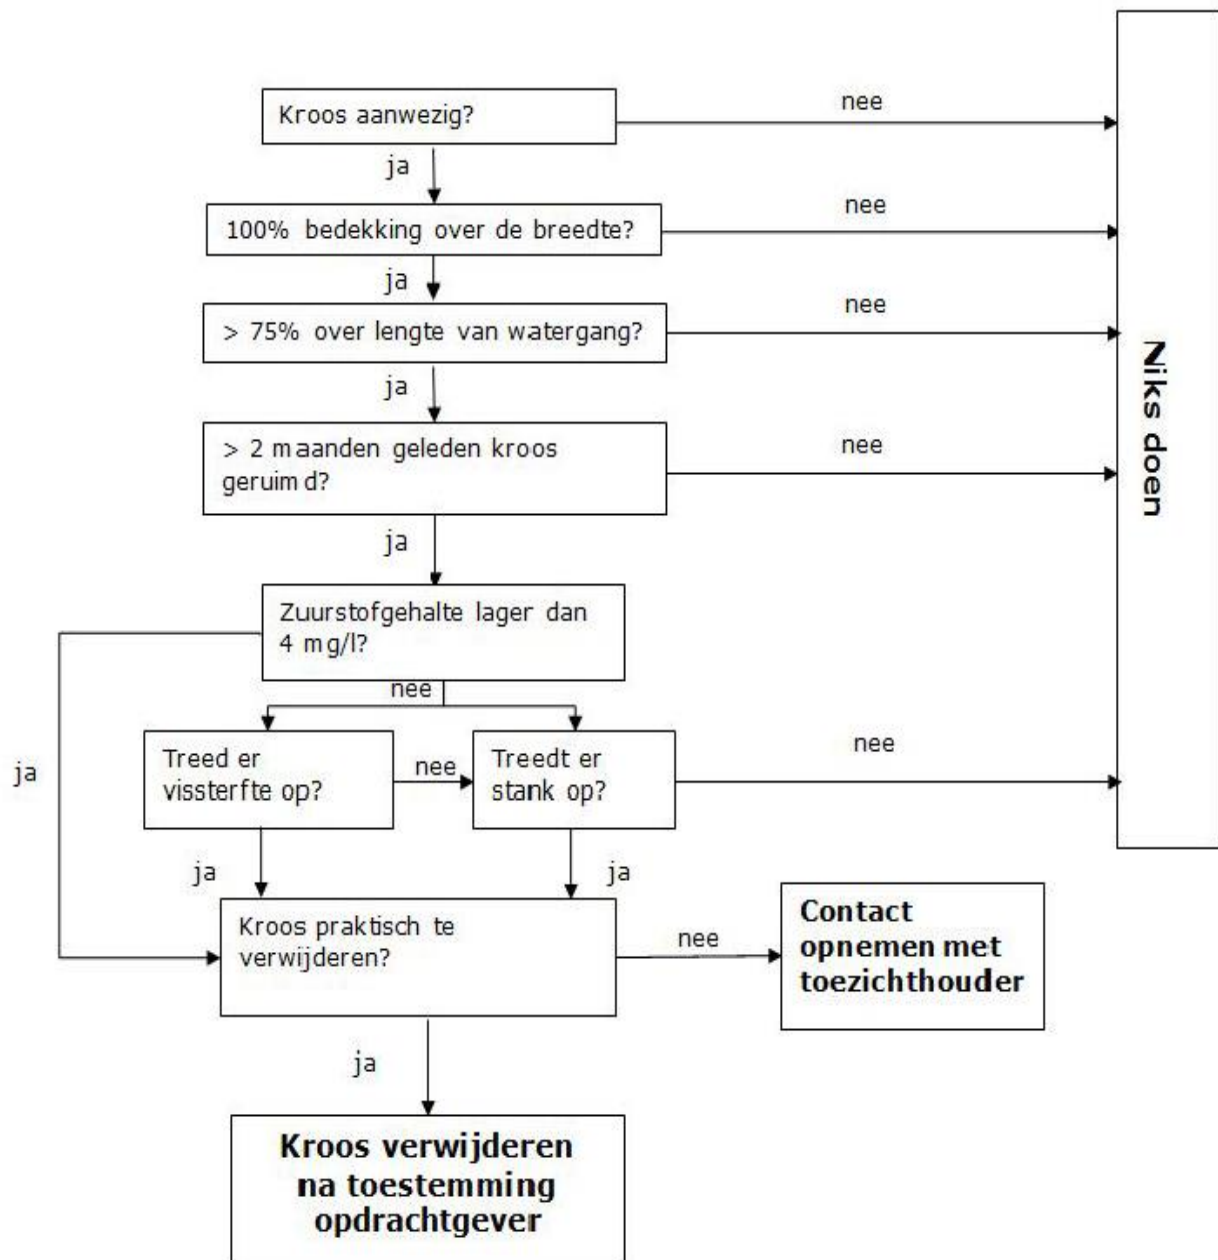 Kroos aanwezig?
nee
ja
100% bedekking over de breedte?
nee
ja
> 75% over lengte van watergang?
nee
ja
> 2 maanden geleden kroos
geruimd?
nee
ja
Zuurstofgehalte lager dan
4 mg/l?
nee
ja
Treed er
vissterfte op?
nee
Treedt er
stank op?
nee
Niks doen
ja
ja
Kroos praktisch te
verwijderen?
nee
Contact
opnemen met
toezichthouder
ja
Kroos verwijderen
na toestemming
opdrachtgever